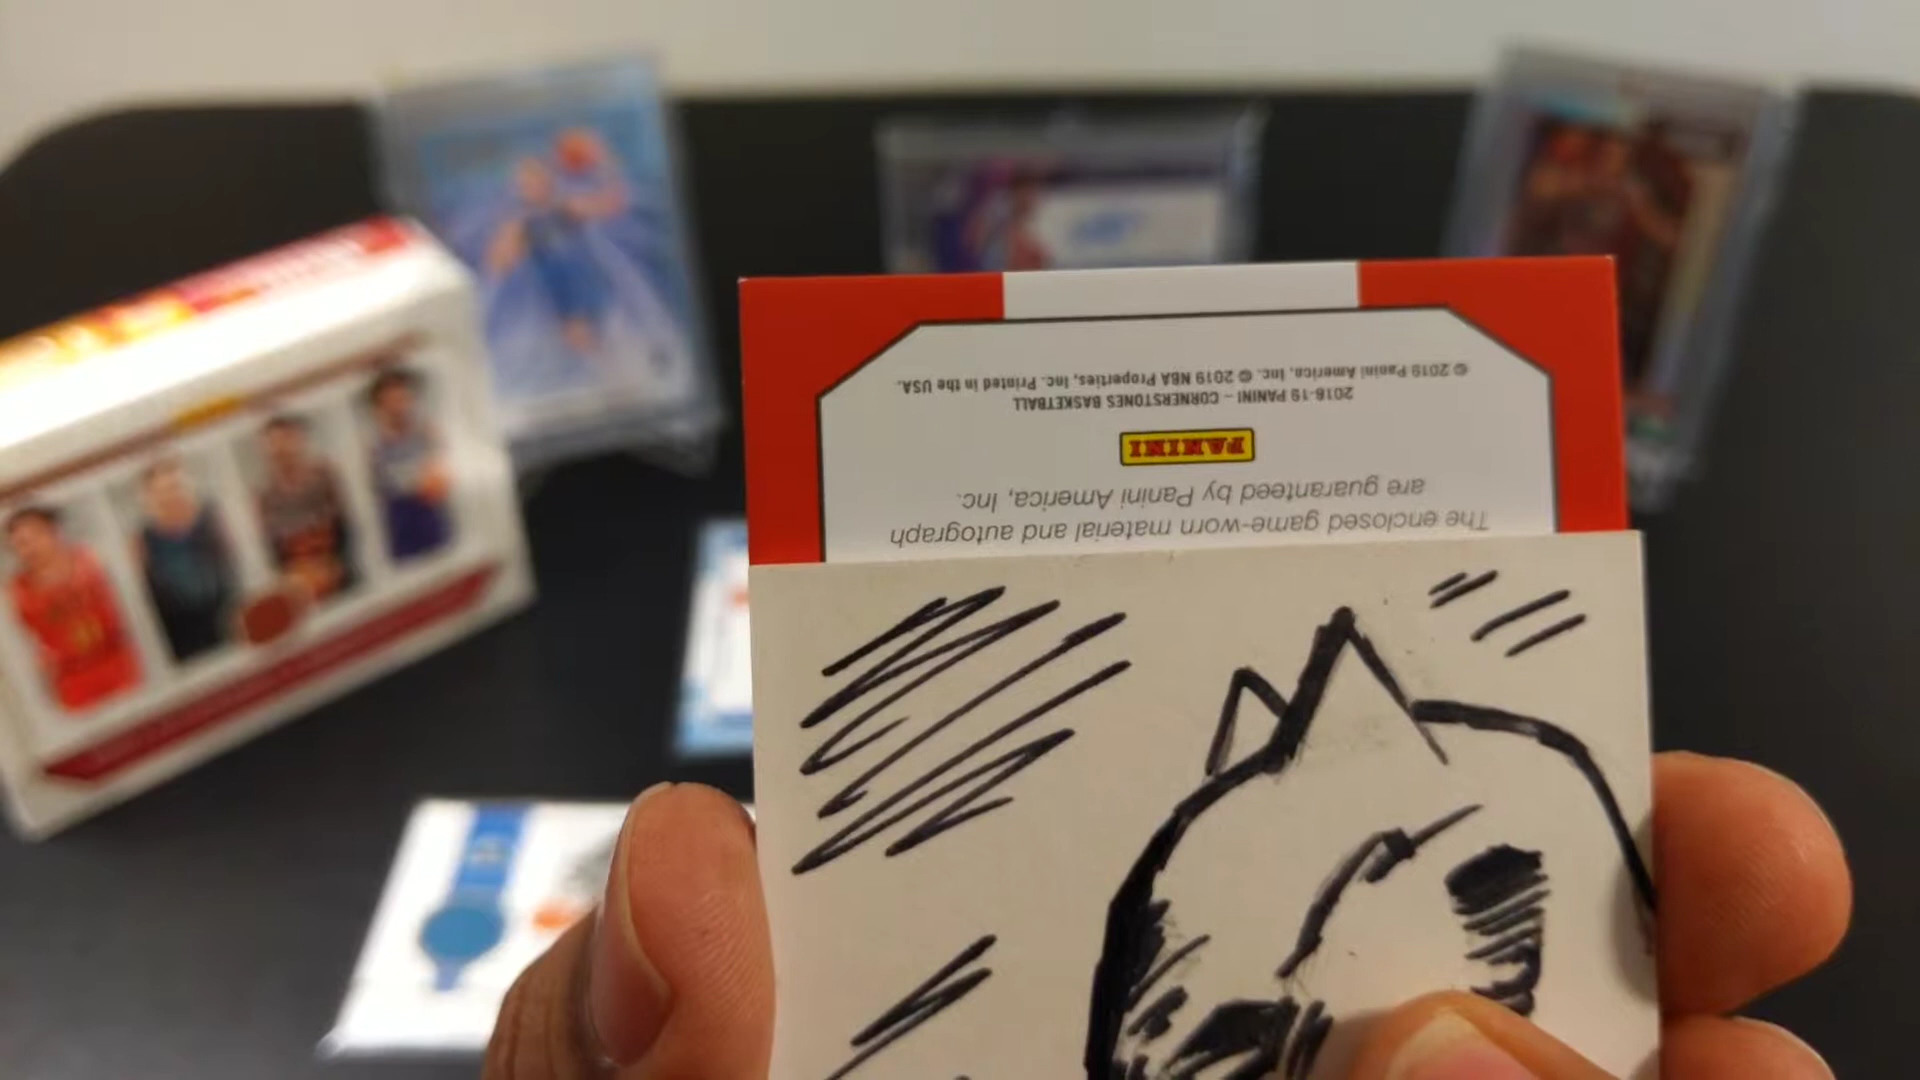 The enclosed game-worn material and autograph
are guaranteed by Panini America, Inc.
PANINI
2018-19 PANINI – CORNERSTONES BASKETBALL
© 2019 Panini America, Inc. © 2019 NBA Properties, Inc. Printed in the USA.